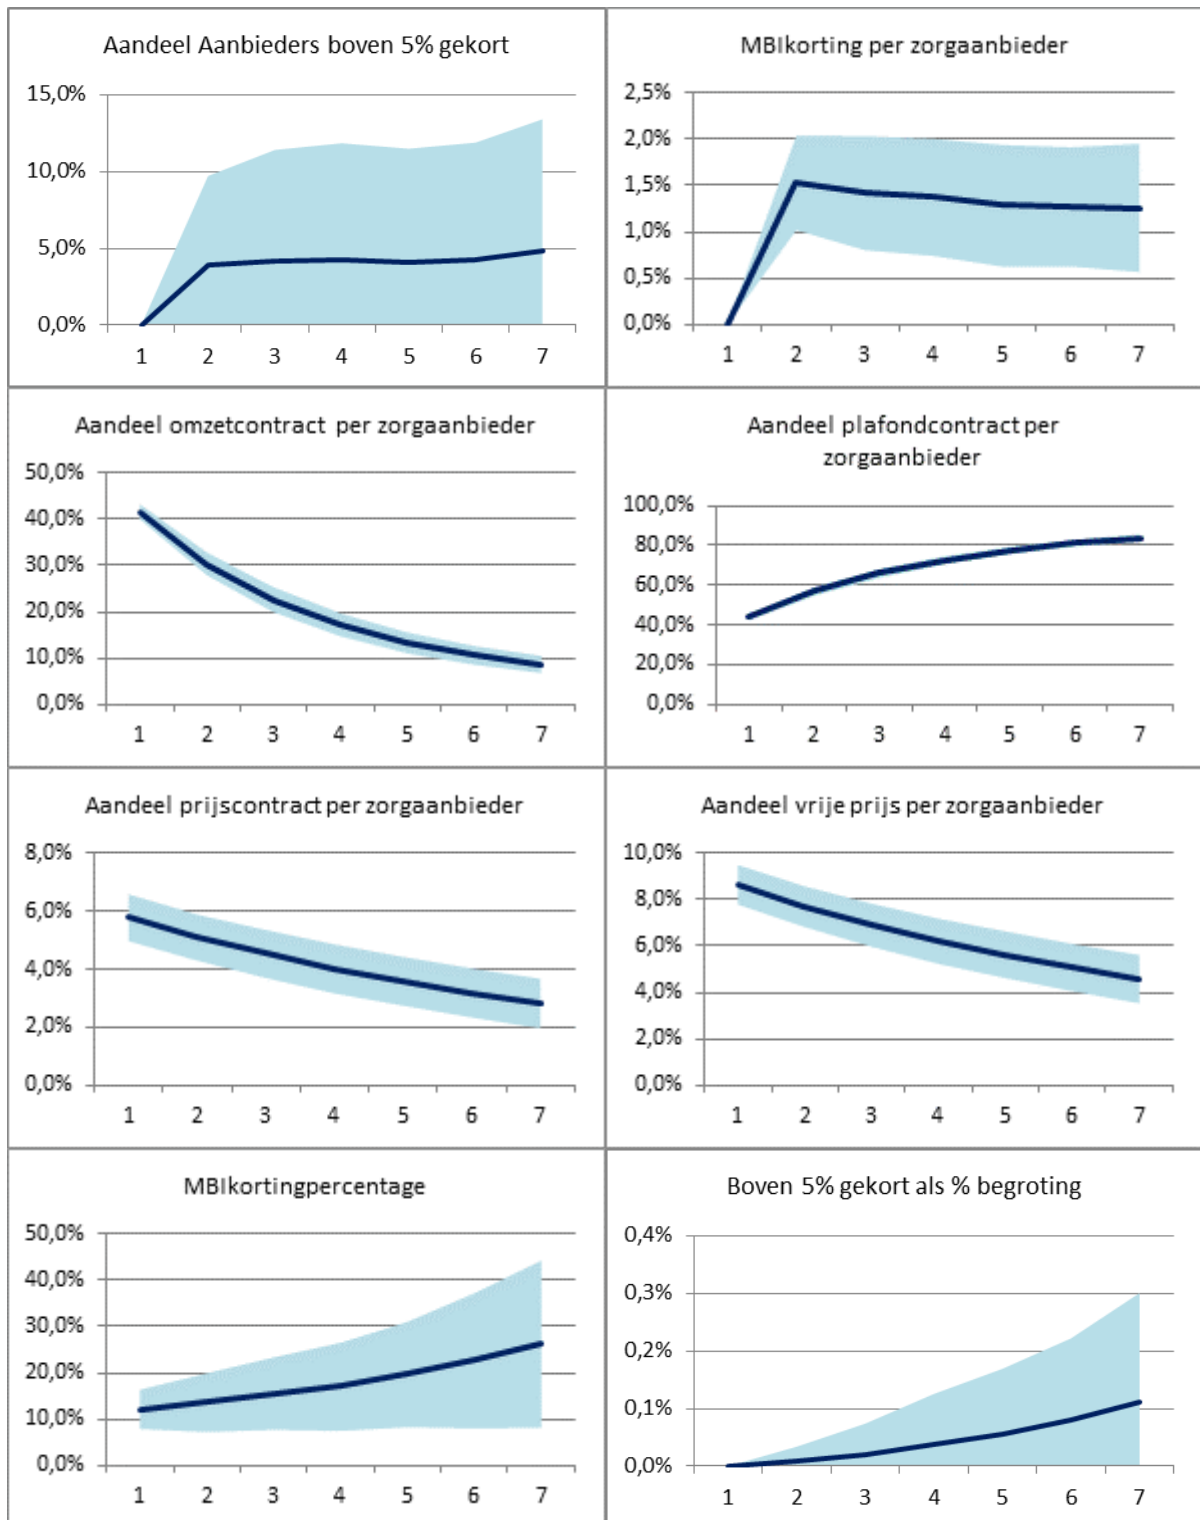 Aandeel Aanbieders boven 5% gekort
15,0%
10,0%
5,0%
0,0%
1 2 3 4 5 6 7
MBIkorting per zorgaanbieder
2,5%
2,0%
1,5%
1,0%
0,5%
0,0%
1 2 3 4 5 6 7
Aandeel omzetcontract per zorgaanbieder
50,0%
40,0%
30,0%
20,0%
10,0%
0,0%
1 2 3 4 5 6 7
Aandeel plafondcontract per
zorgaanbieder
100,0%
80,0%
60,0%
40,0%
20,0%
0,0%
1 2 3 4 5 6 7
Aandeel prijscontract per zorgaanbieder
8,0%
6,0%
4,0%
2,0%
0,0%
1 2 3 4 5 6 7
Aandeel vrije prijs per zorgaanbieder
10,0%
8,0%
6,0%
4,0%
2,0%
0,0%
1 2 3 4 5 6 7
MBIkortingpercentage
50,0%
40,0%
30,0%
20,0%
10,0%
0,0%
1 2 3 4 5 6 7
Boven 5% gekort als % begroting
0,4%
0,3%
0,2%
0,1%
0,0%
1 2 3 4 5 6 7